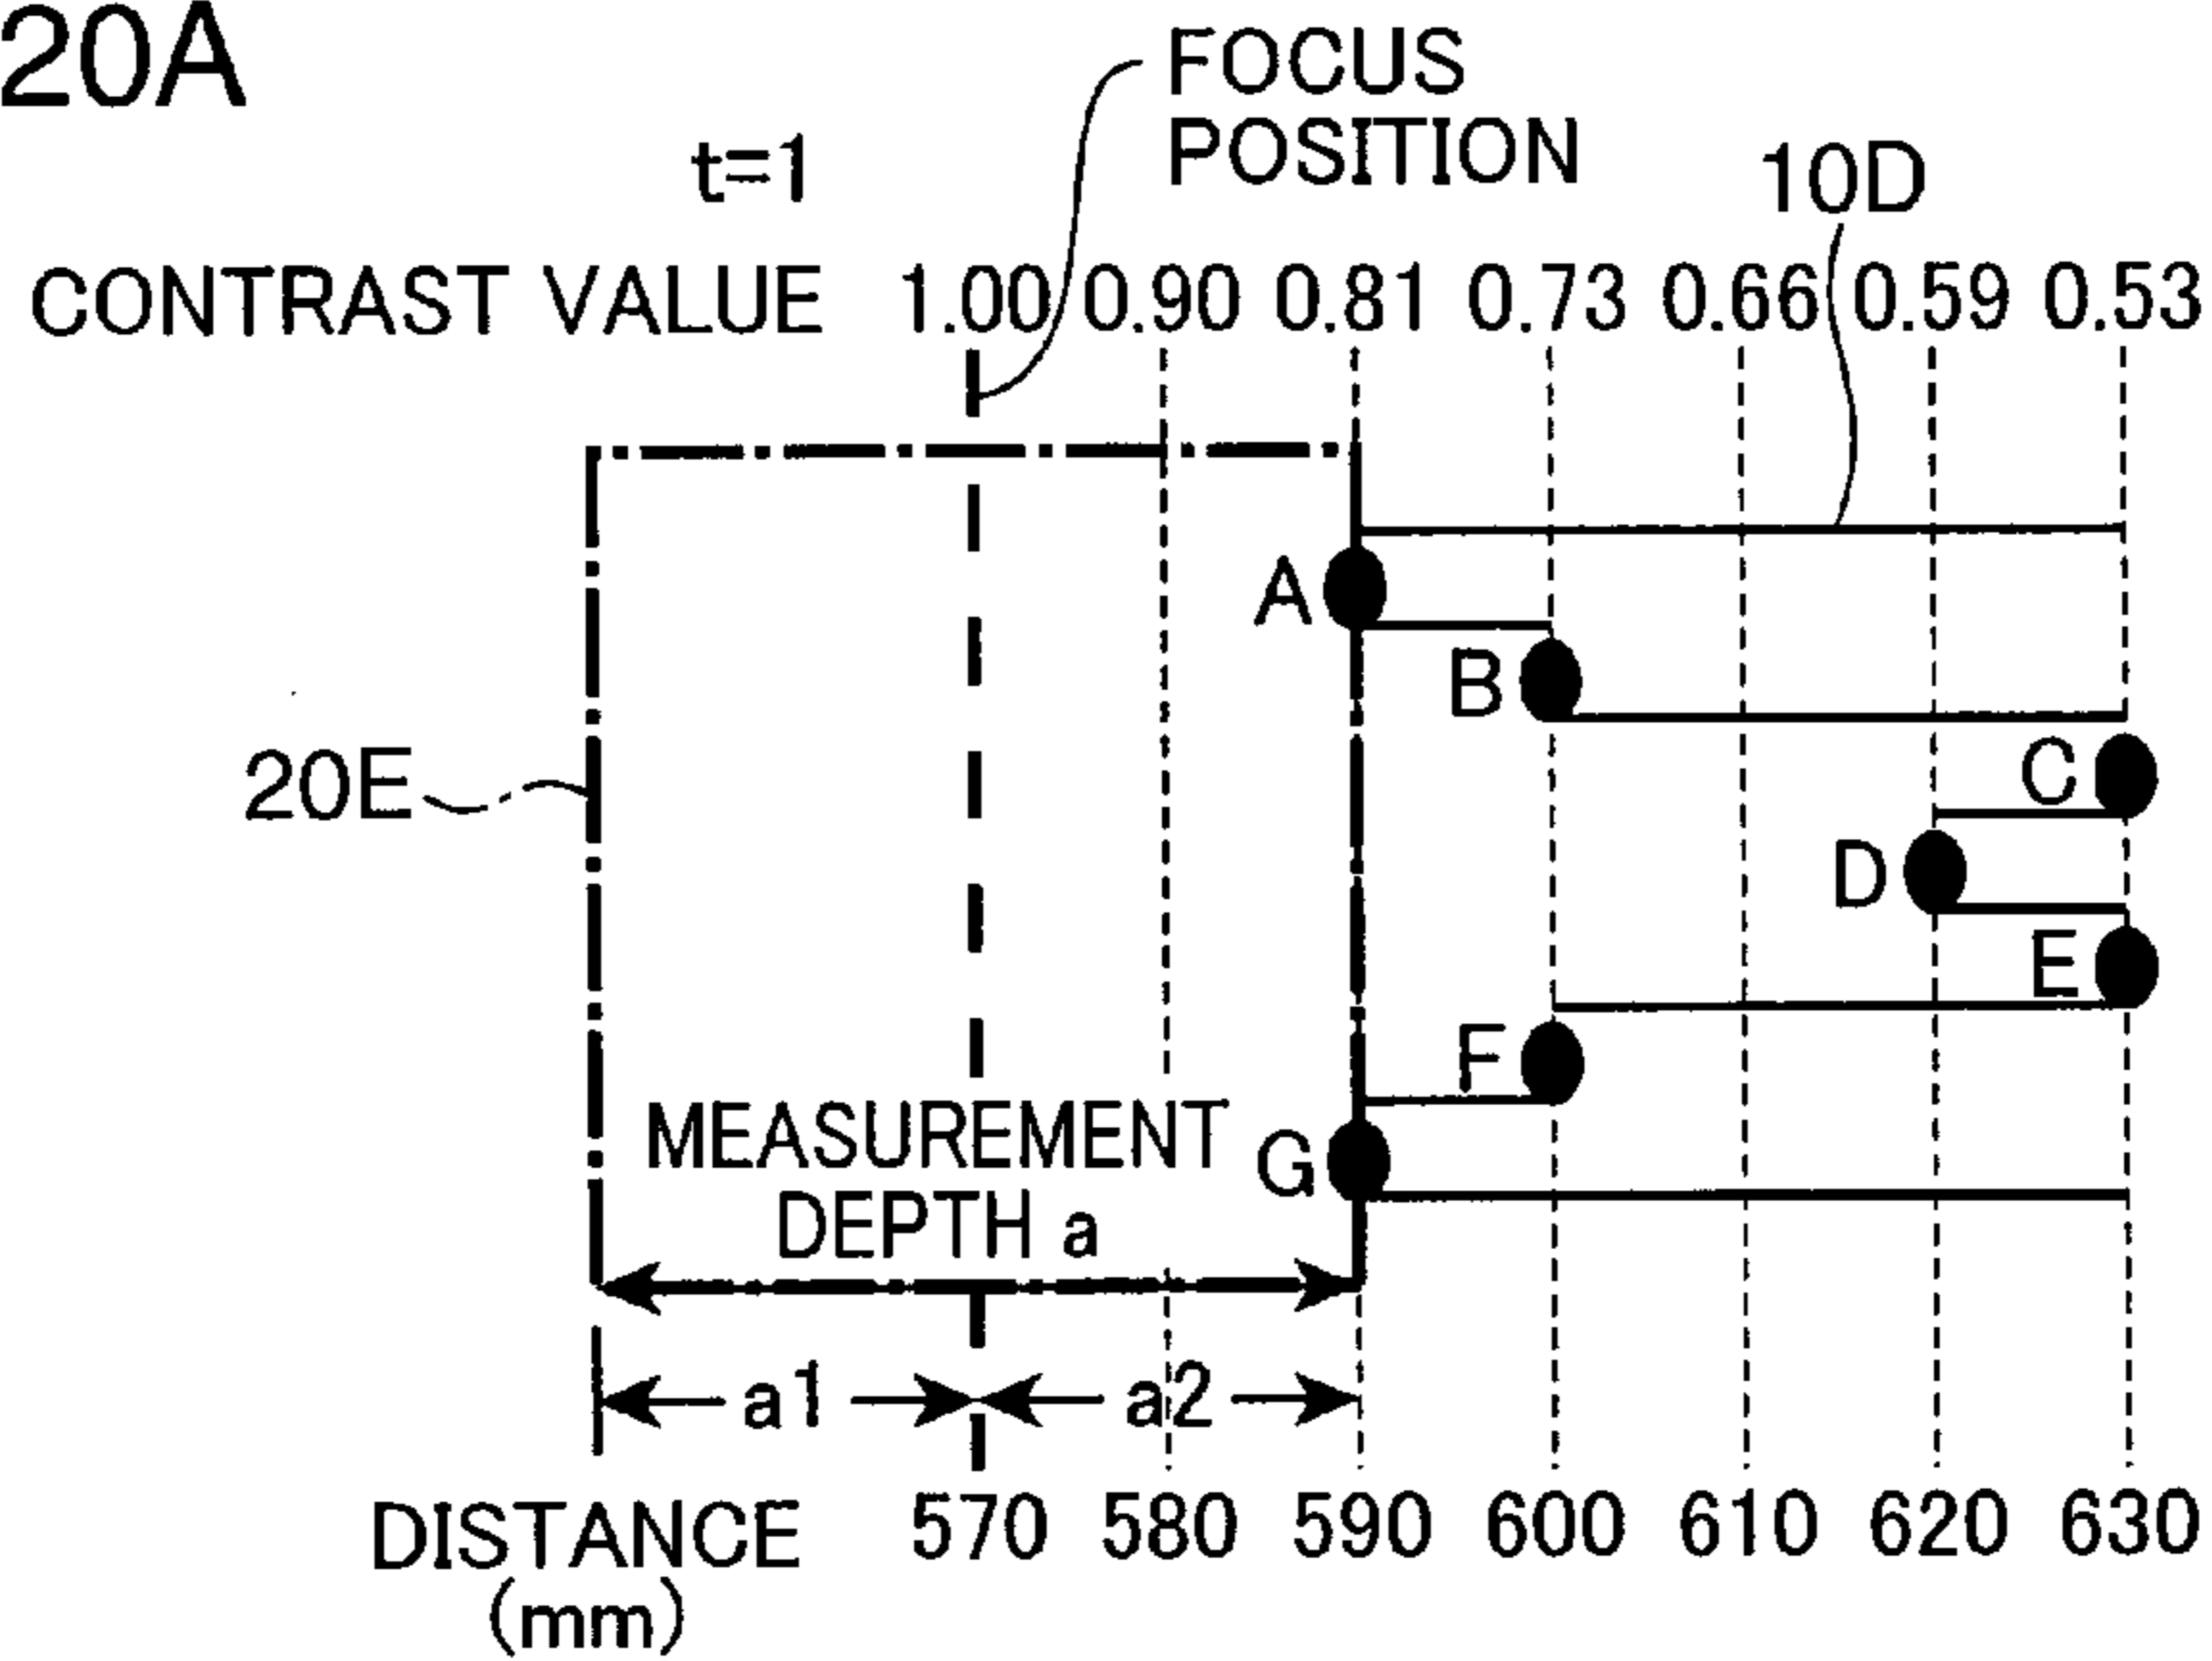 20A
FOCUS
POSITION
t=1
10D
CONTRAST VALUE 1.00 0.90 0.81 0.73 0.66 0.59 0.53
A
B
C
20E
D
E
F
MEASUREMENT
G
DEPTH a
a1 a2
DISTANCE 570 580 590 600 610 620 630
(mm)